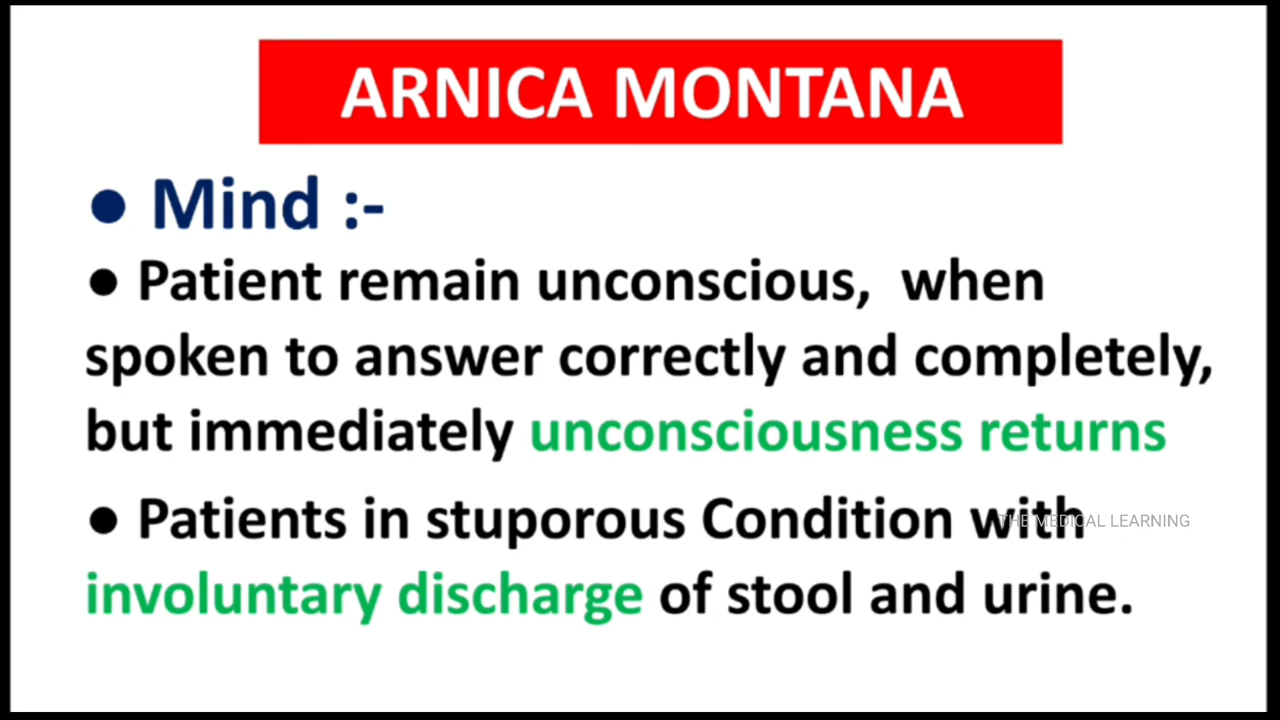 ARNICA MONTANA
● Mind :-
● Patient remain unconscious, when
spoken to answer correctly and completely,
but immediately unconsciousness returns
● Patients in stuporous Condition with
THE MEDICAL LEARNING
involuntary discharge of stool and urine.